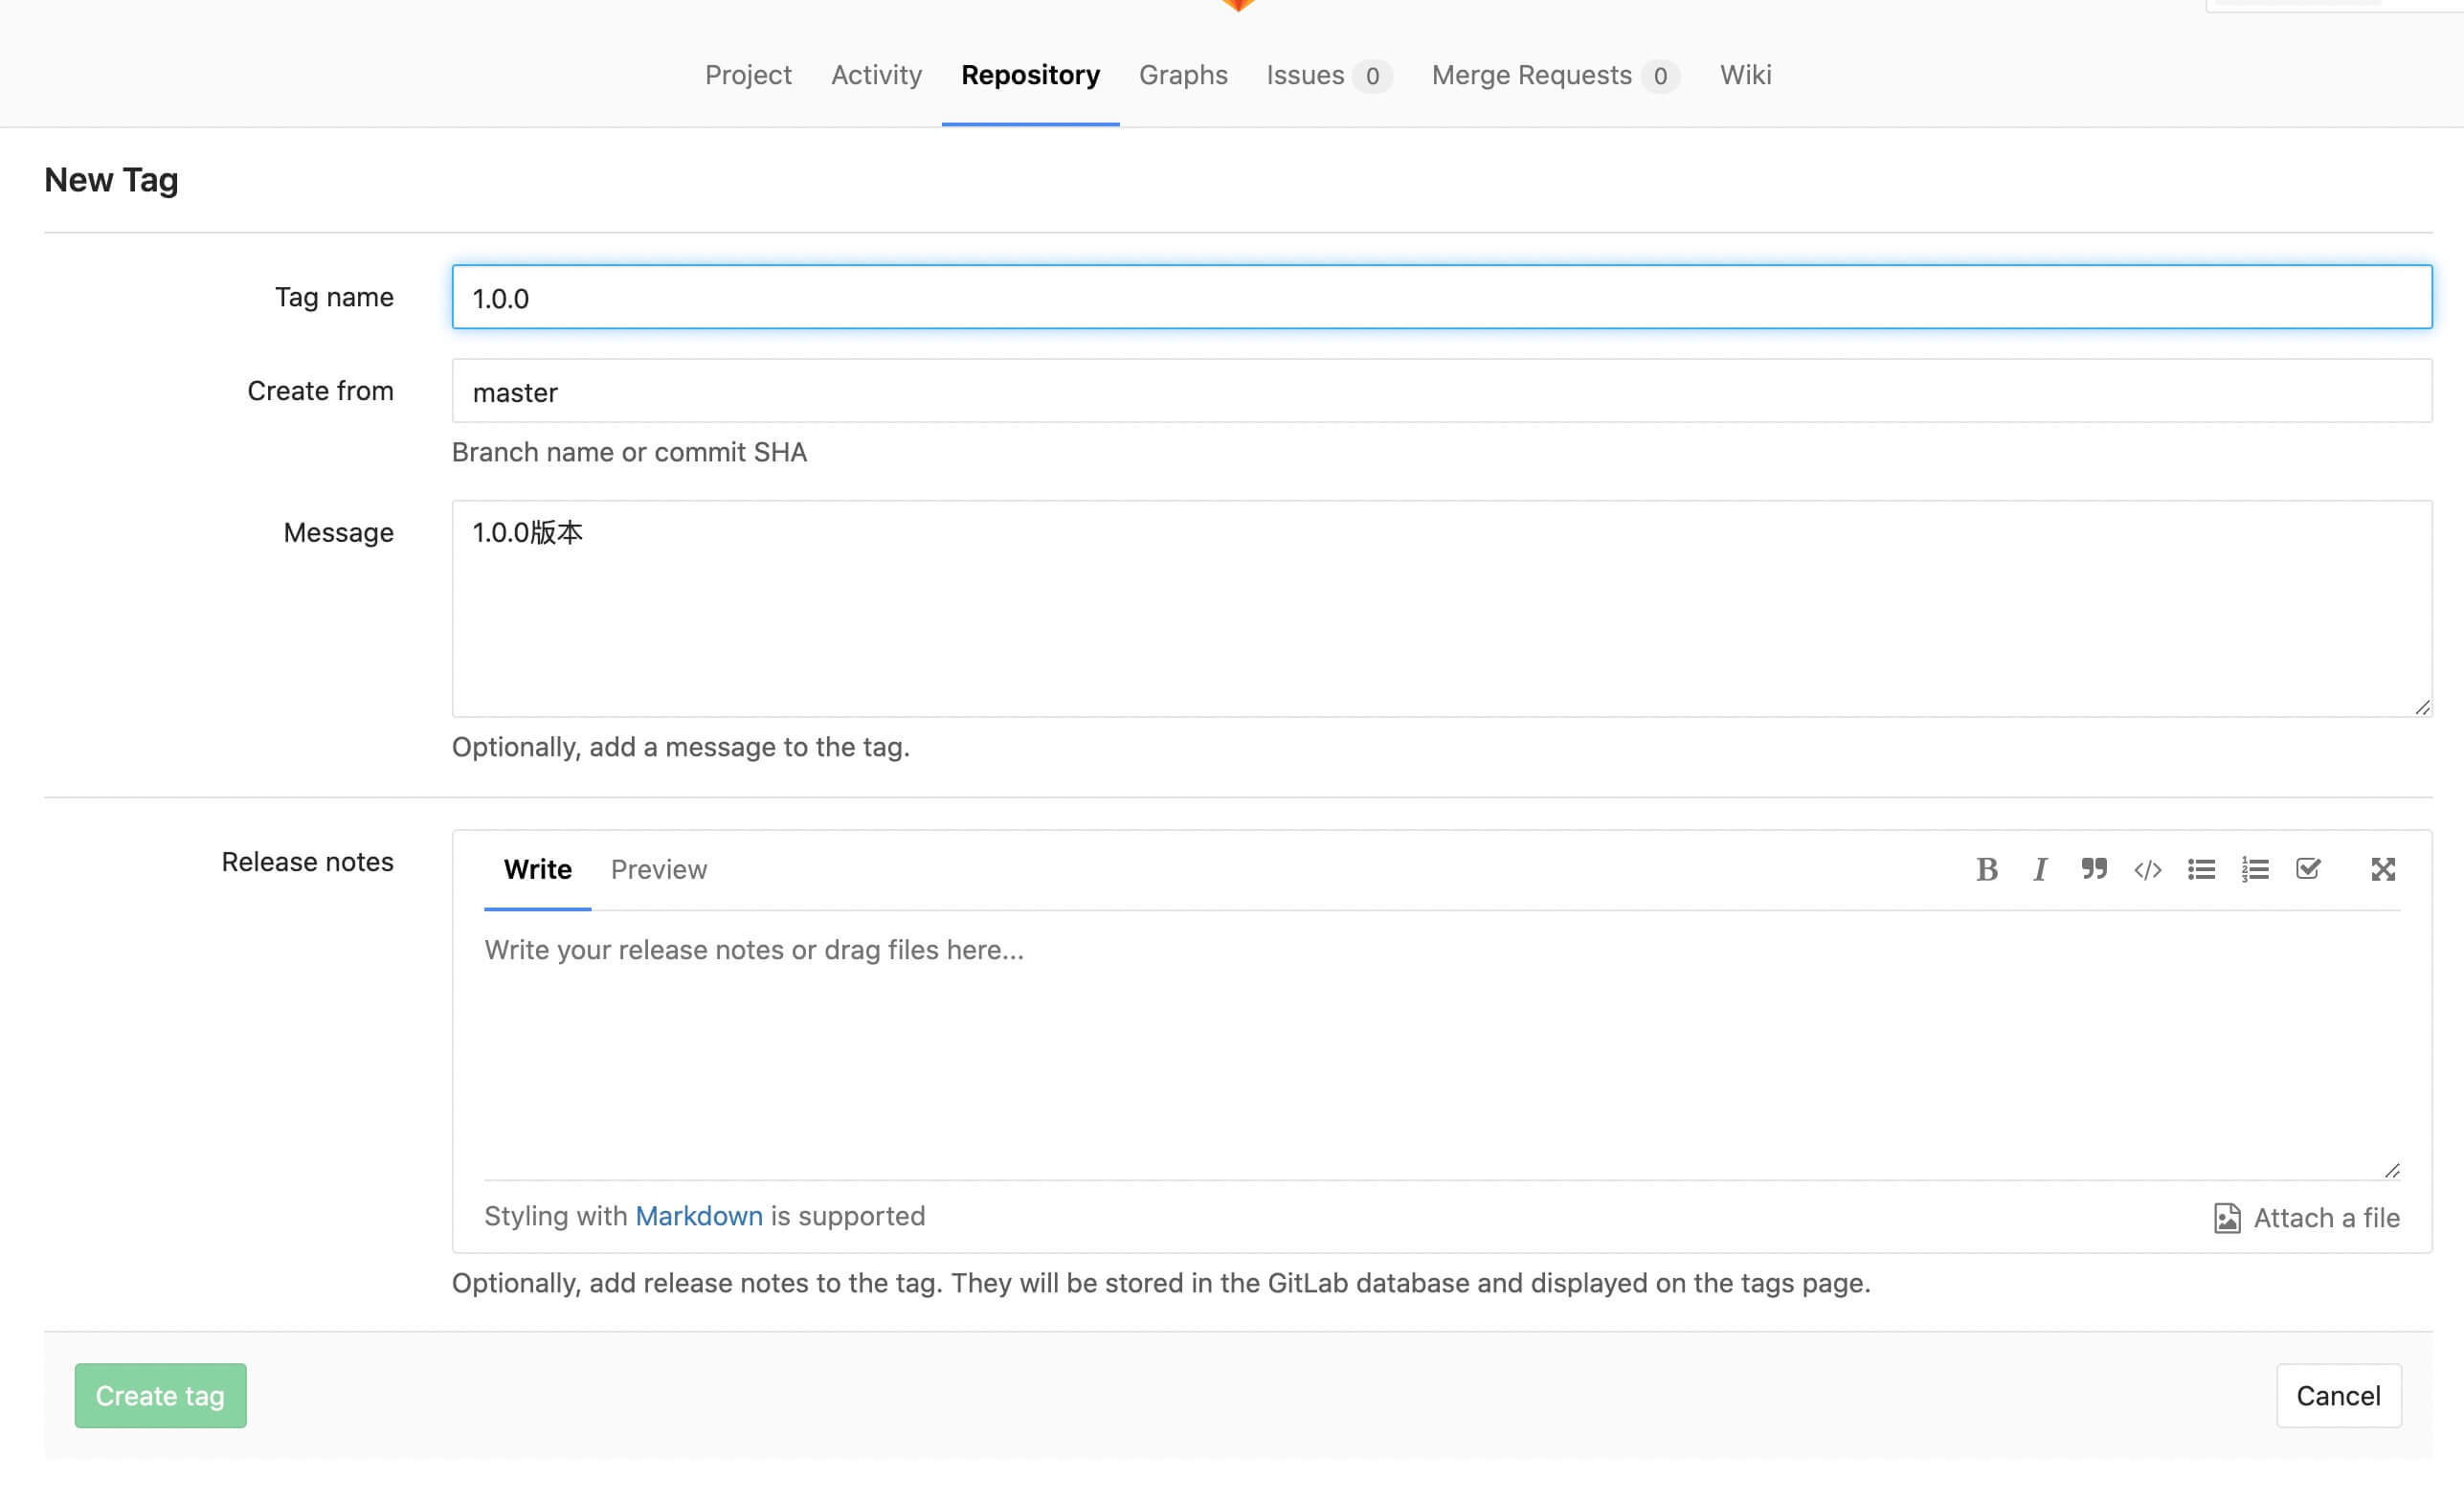 Project Activity Repository Graphs Issues 0 Merge Requests 0 Wiki
New Tag
Tag name 1.0.0
Create from master
Branch name or commit SHA
Message 1.0.0版本
Optionally, add a message to the tag.
Release notes Write Preview
Write your release notes or drag files here...
Styling with Markdown is supported Attach a file
Optionally, add release notes to the tag. They will be stored in the GitLab database and displayed on the tags page.
Create tag Cancel